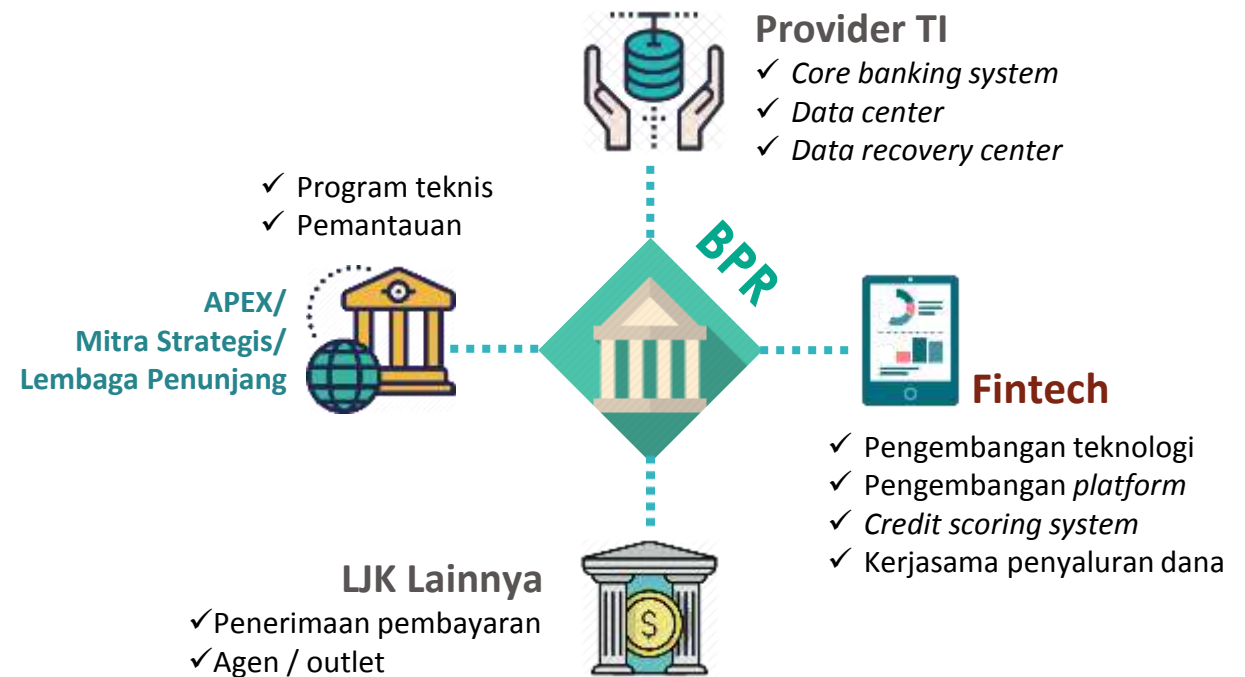 Provider TI
✓ Core banking system
✓ Data center
✓ Data recovery center
✓ Program teknis
✓ Pemantauan
APEX/
Mitra Strategis/
Lembaga Penunjang
BPR
Fintech
✓ Pengembangan teknologi
✓ Pengembangan platform
✓ Credit scoring system
✓ Kerjasama penyaluran dana
LJK Lainnya
✓Penerimaan pembayaran
✓Agen / outlet
$